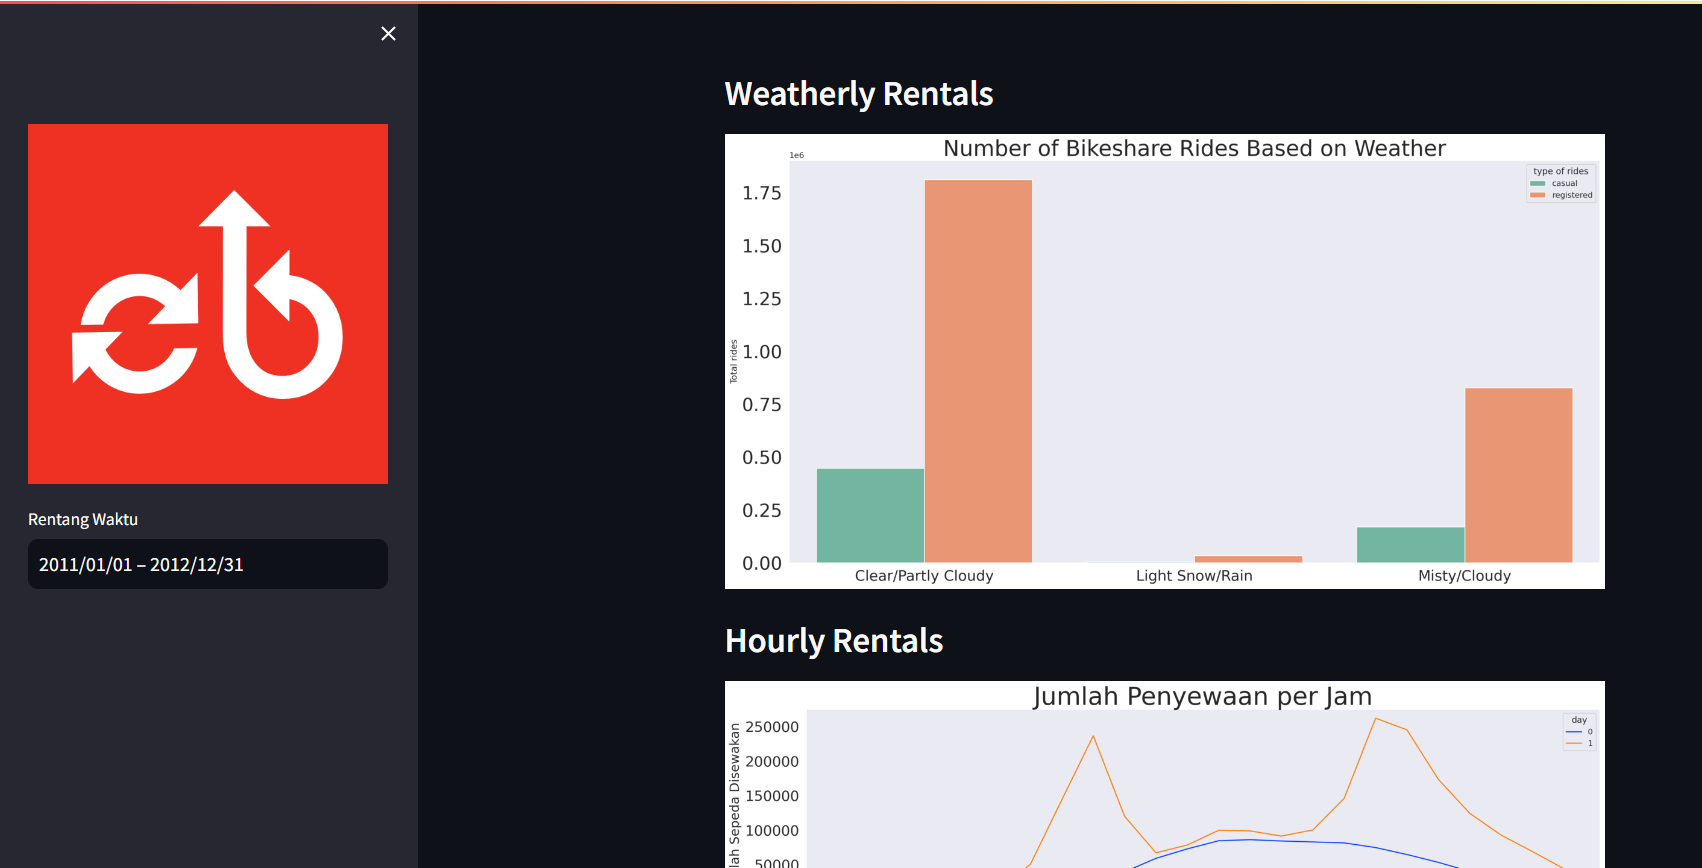 Rentang Waktu
2011/01/01 – 2012/12/31
Weatherly Rentals
Number of Bikeshare Rides Based on Weather
1e6
type of rides
casual
registered
1.75
1.50
1.25
1.00
0.75
0.50
0.25
0.00
Total rides
Clear/Partly Cloudy
Light Snow/Rain
Misty/Cloudy
Hourly Rentals
Jumlah Penyewaan per Jam
day
0
1
250000
200000
150000
100000
50000
Sepeda Disewakan